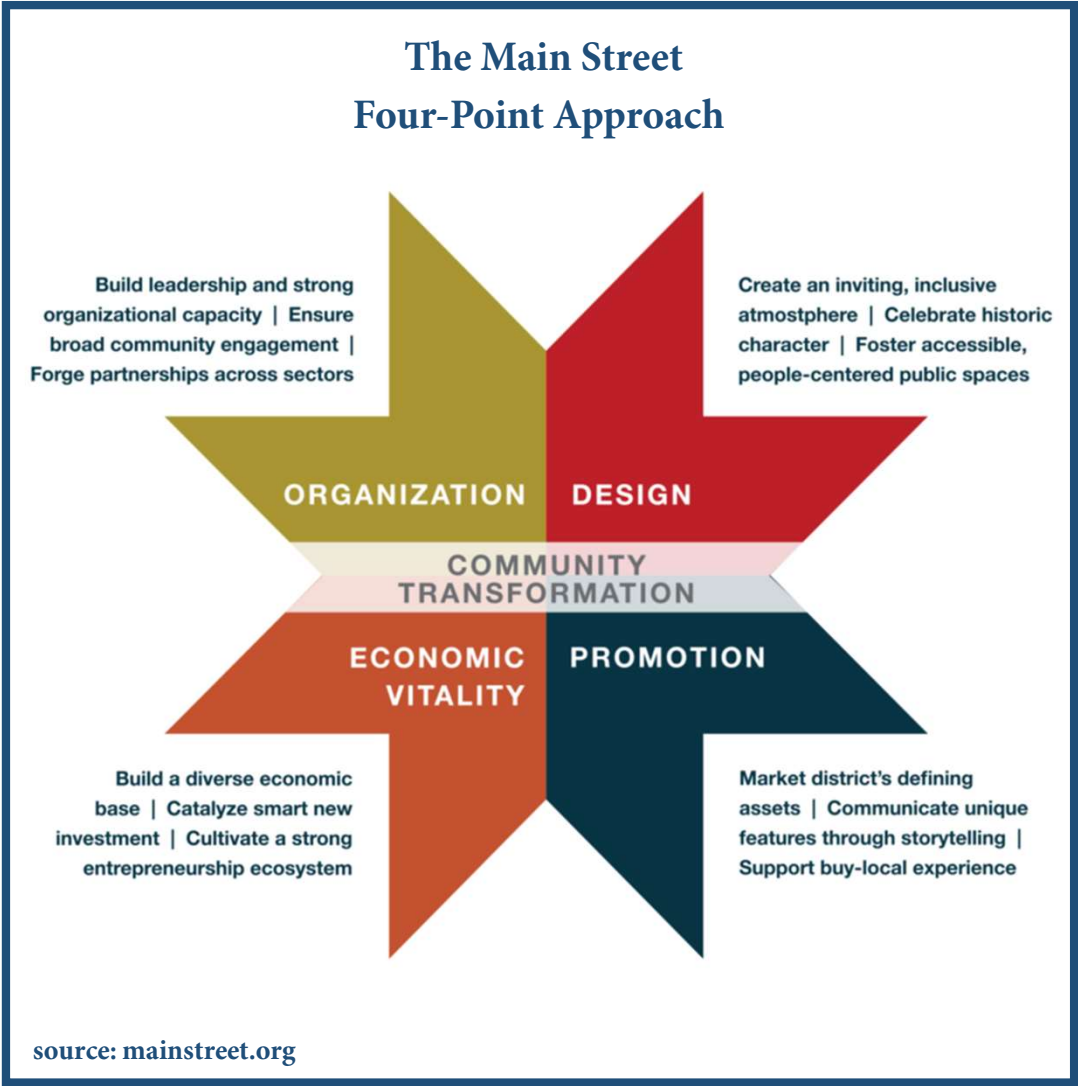 The Main Street
Four-Point Approach
Build leadership and strong
organizational capacity | Ensure
broad community engagement |
Forge partnerships across sectors
Create an inviting, inclusive
atmostphere | Celebrate historic
character | Foster accessible,
people-centered public spaces
ORGANIZATION
DESIGN
COMMUNITY
TRANSFORMATION
ECONOMIC
VITALITY
PROMOTION
Build a diverse economic
base | Catalyze smart new
investment | Cultivate a strong
entrepreneurship ecosystem
Market district’s defining
assets | Communicate unique
features through storytelling |
Support buy-local experience
source: mainstreet.org